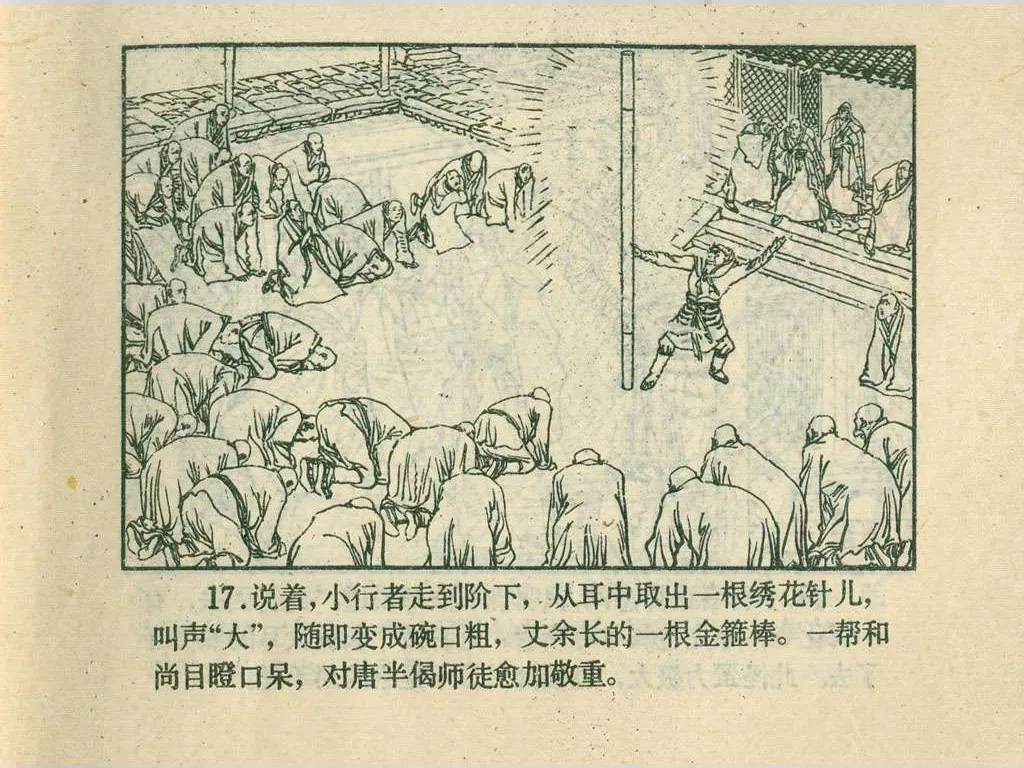 17.说着，小行者走到阶下，从耳中取出一根绣花针儿，
叫声“大”，随即变成碗口粗，丈余长的一根金箍棒。一帮和
尚目瞪口呆，对唐半偈师徒愈加敬重。